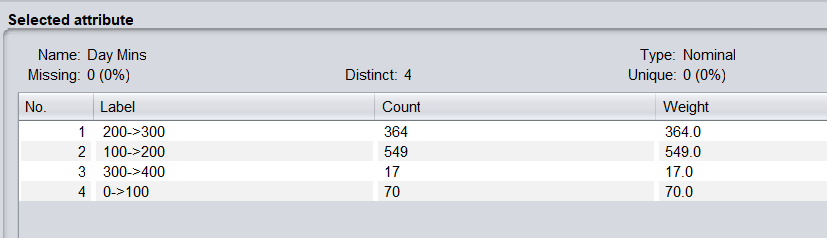 Selected attribute
Name: Day Mins Type: Nominal
Missing: 0 (0%) Distinct: 4 Unique: 0 (0%)
No. Label Count Weight
1 200->300 364 364.0
2 100->200 549 549.0
3 300->400 17 17.0
4 0->100 70 70.0